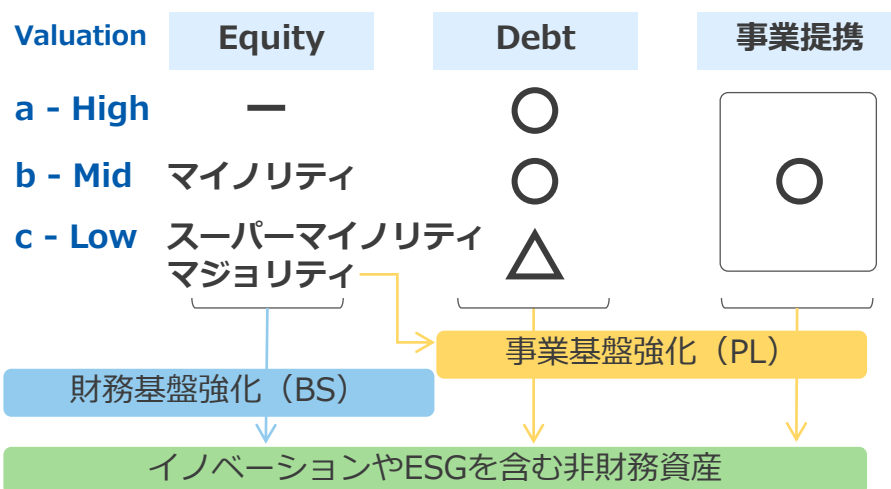 Valuation Equity Debt 事業提携
a - High ー ○
b - Mid マイノリティ ○ ○
c - Low スーパーマイノリティ △
マジョリティ
事業基盤強化（PL）
財務基盤強化（BS）
イノベーションやESGを含む非財務資産